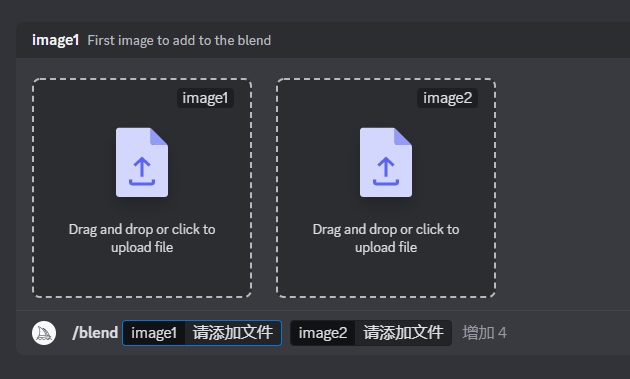 image1 First image to add to the blend
image1
image2
Drag and drop or click to
upload file
Drag and drop or click to
upload file
/blend image1 请添加文件 image2 请添加文件 增加 4